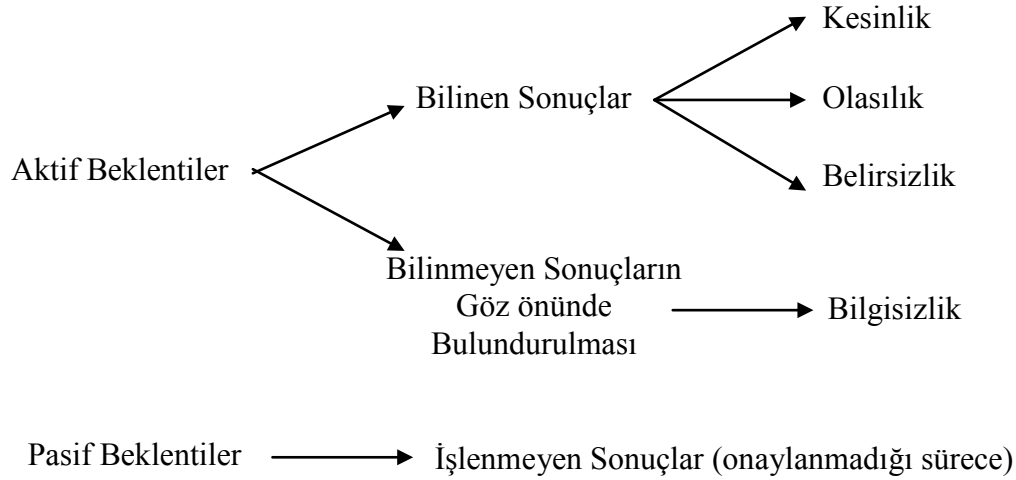 Kesinlik
Bilinen Sonuçlar
Olasılık
Aktif Beklentiler
Belirsizlik
Bilinmeyen Sonuçların
Göz önünde
Bulundurulması
Bilgisizlik
Pasif Beklentiler
İşlenmeyen Sonuçlar (onaylanmadığı sürece)